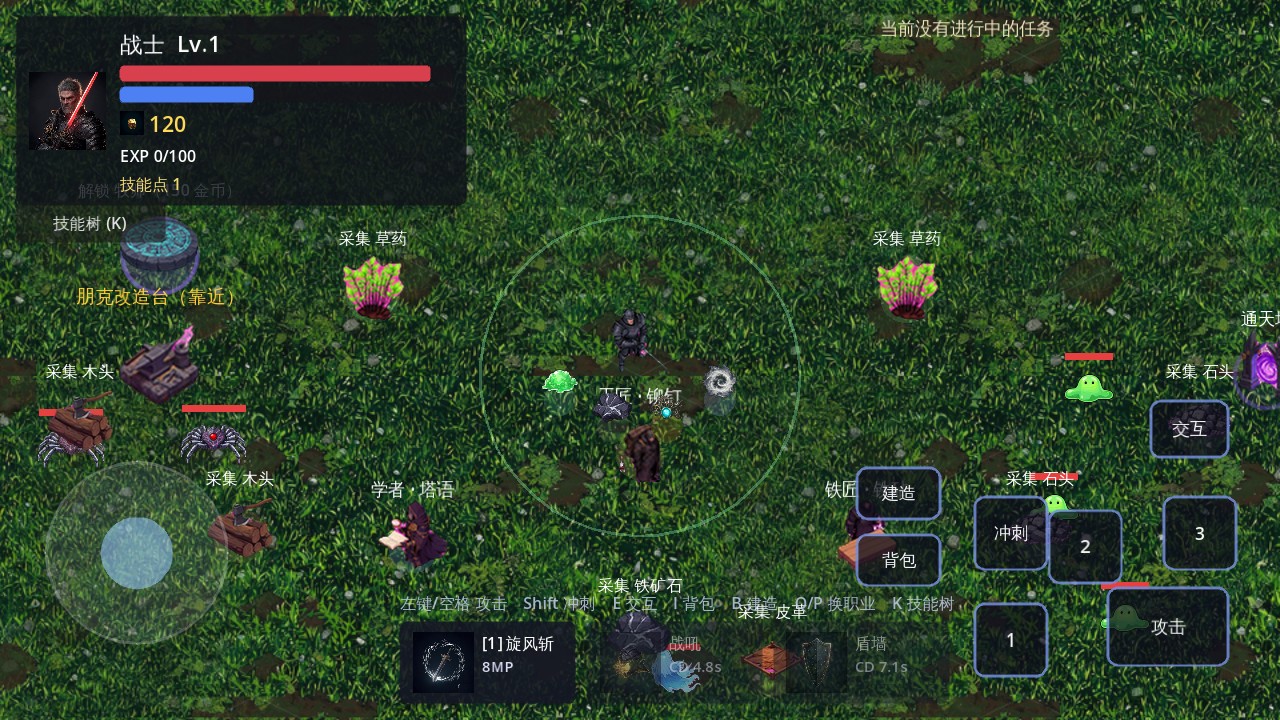 战士 Lv.1
当前没有进行中的任务
120
EXP 0/100
技能点 1
技能树 (K)
采集 草药
采集 草药
朋克改造台（靠近）
采集 木头
采集 石头
交互
采集 木头
学者 · 塔语
铁匠
建造
采集 石头
冲刺
2
3
背包
采集 铁矿石
左键/空格 攻击 Shift 冲刺 E 交互 I 背包 B 建造 O/P 换职业 K 技能树
采集 皮革
攻击
1
[1] 旋风斩
8MP
战吼
CD 4.8s
盾墙
CD 7.1s